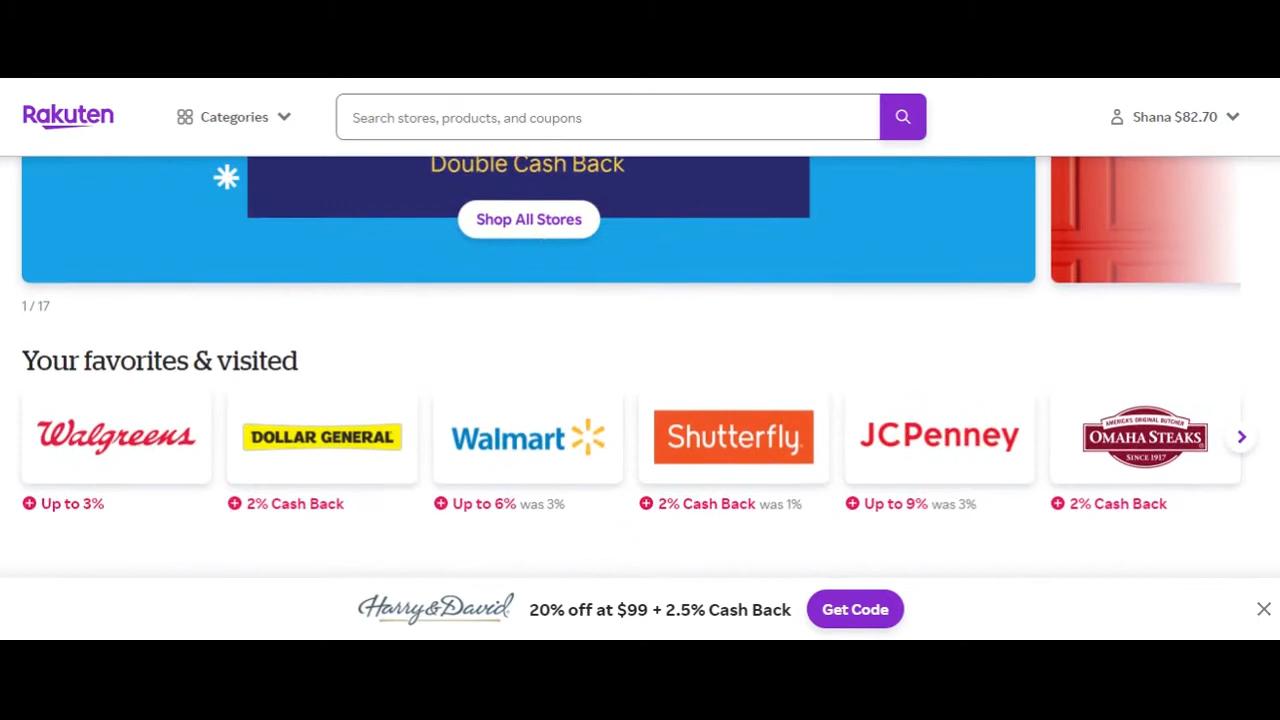 Rakuten
Categories
Search stores, products, and coupons
Shana $82.70
Double Cash Back
Shop All Stores
1 / 17
Your favorites & visited
Walgreens
DOLLAR GENERAL
Walmart
Shutterfly.
JCPenney
AMERICA'S ORIGINAL BUTCHER
OMAHA STEAKS
SINCE 1917
Up to 3%
2% Cash Back
Up to 6% was 3%
2% Cash Back was 1%
Up to 9% was 3%
2% Cash Back
Harry & David
20% off at $99 + 2.5% Cash Back
Get Code